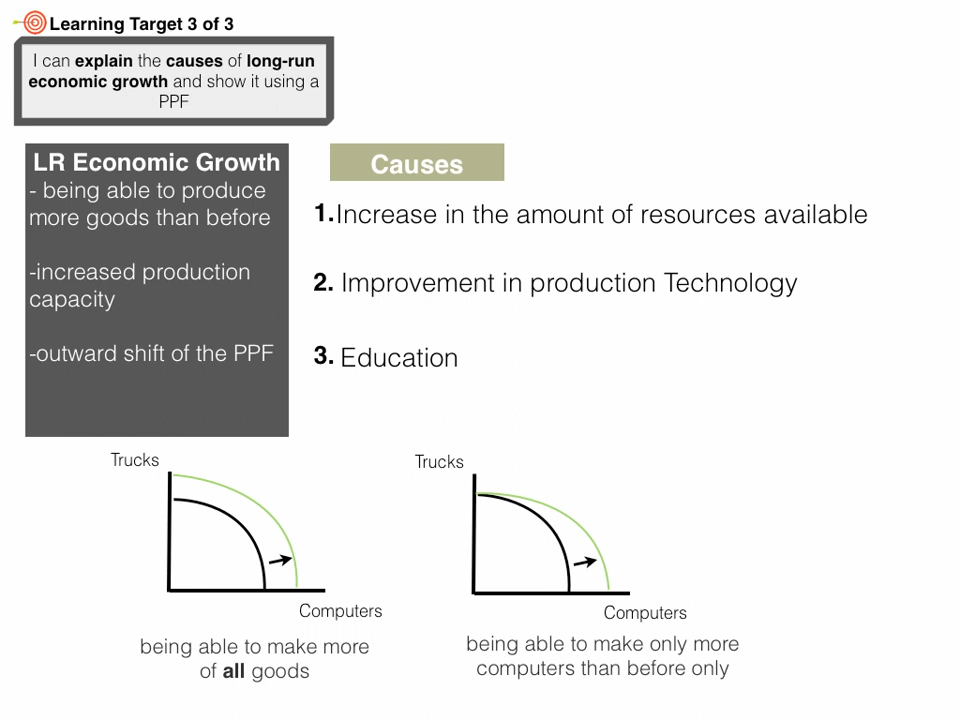 Learning Target 3 of 3
I can explain the causes of long-run
economic growth and show it using a
PPF
LR Economic Growth
- being able to produce
more goods than before
-increased production
capacity
-outward shift of the PPF
Causes
1.Increase in the amount of resources available
2. Improvement in production Technology
3. Education
Trucks
Computers
being able to make more
of all goods
Trucks
Computers
being able to make only more
computers than before only